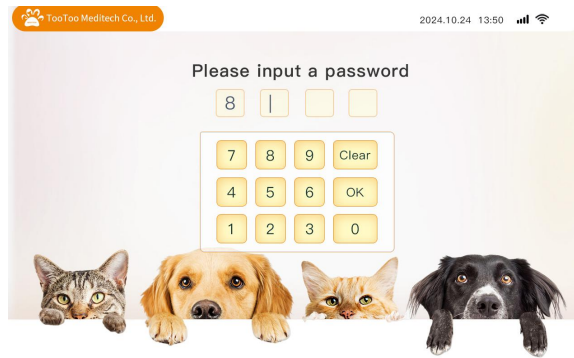 TooToo Meditech Co., Ltd.
2024.10.24 13:50
Please input a password
8
7 8 9 Clear
4 5 6 OK
1 2 3 0